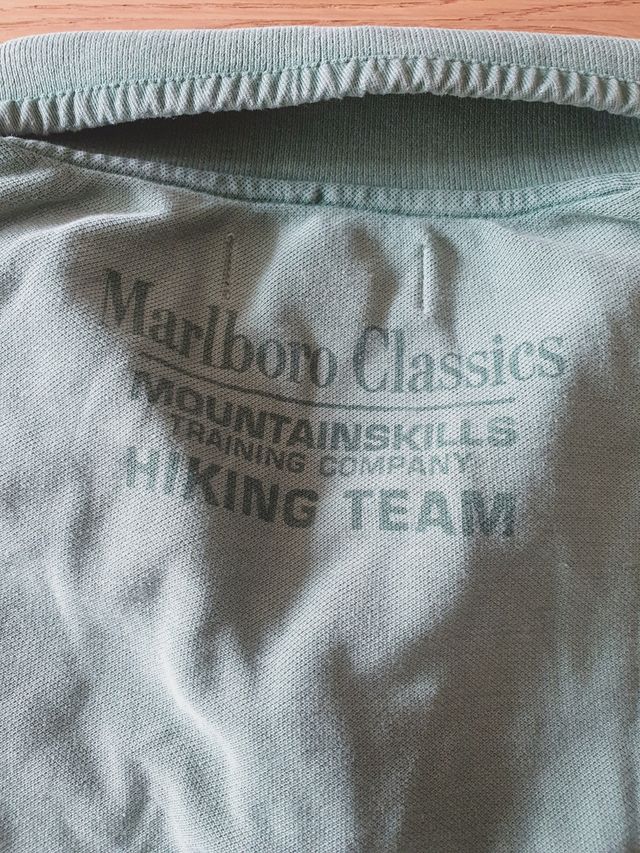 Marlboro Classics
MOUNTAINSKILLS
TRAINING COMPANY
HIKING TEAM